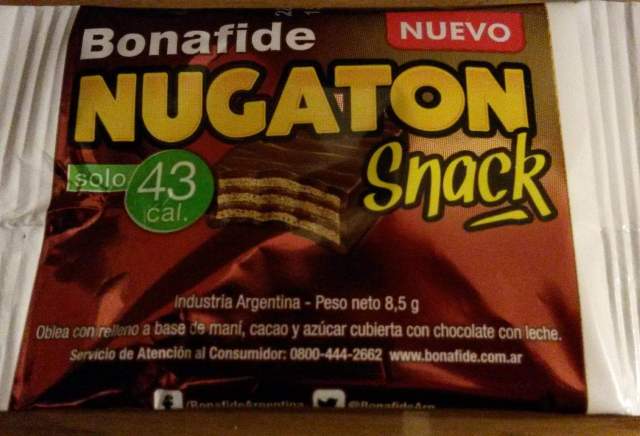 Bonafide
NUEVO
NUGATON
Snack
solo 43
cal.
Industria Argentina - Peso neto 8,5 g
Oblea con relleno a base de maní, cacao y azúcar cubierta con chocolate con leche.
Servicio de Atención al Consumidor: 0800-444-2662 www.bonafide.com.ar
/BonafideArgentina @BonafideArg